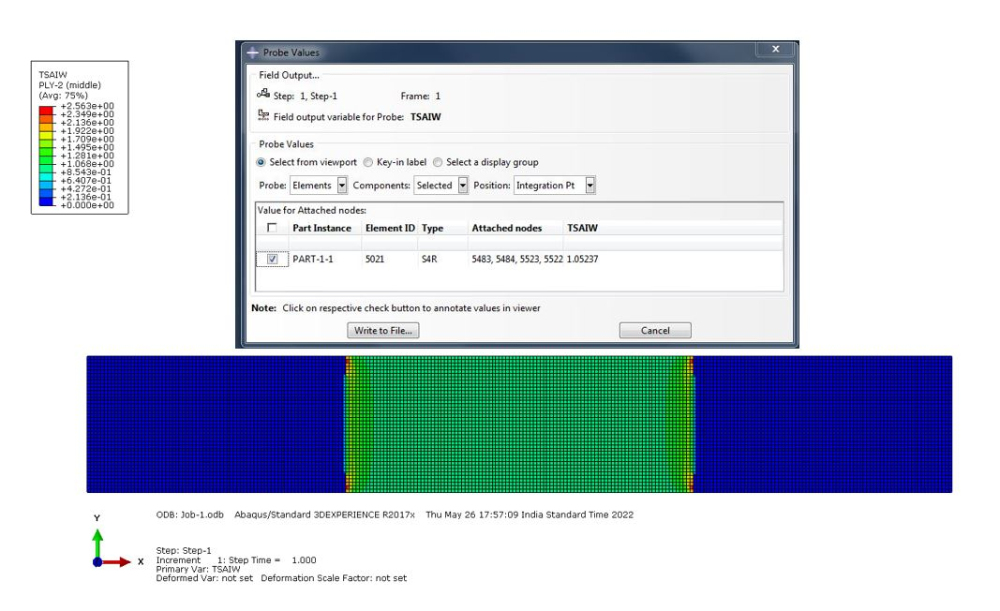 TSAIW
PLY-2 (middle)
(Avg: 75%)
+2.563e+00
+2.349e+00
+2.136e+00
+1.922e+00
+1.709e+00
+1.495e+00
+1.281e+00
+1.068e+00
+8.543e-01
+6.407e-01
+4.272e-01
+2.136e-01
+0.000e+00
Probe Values
x
Field Output...
Step: 1, Step-1 Frame: 1
Field output variable for Probe: TSAIW
Probe Values
Select from viewport Key-in label Select a display group
Probe: Elements Components: Selected Position: Integration Pt
Value for Attached nodes:
Part Instance Element ID Type Attached nodes TSAIW
PART-1-1 5021 S4R 5483, 5484, 5523, 5522 1.05237
Note: Click on respective check button to annotate values in viewer
Write to File... Cancel
Y
X
ODB: Job-1.odb Abaqus/Standard 3DEXPERIENCE R2017x Thu May 26 17:57:09 India Standard Time 2022
Step: Step-1
Increment 1: Step Time = 1.000
Primary Var: TSAIW
Deformed Var: not set Deformation Scale Factor: not set